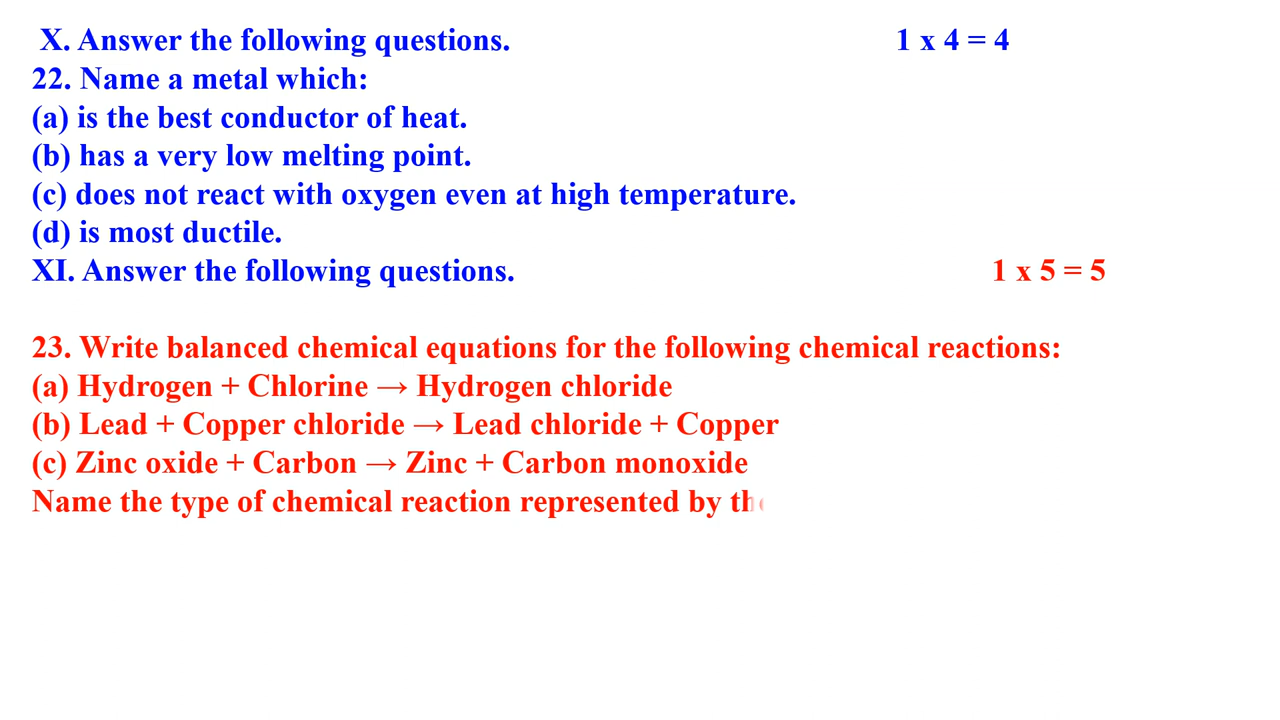 X. Answer the following questions. 1 x 4 = 4
22. Name a metal which:
(a) is the best conductor of heat.
(b) has a very low melting point.
(c) does not react with oxygen even at high temperature.
(d) is most ductile.
XI. Answer the following questions. 1 x 5 = 5
23. Write balanced chemical equations for the following chemical reactions:
(a) Hydrogen + Chlorine → Hydrogen chloride
(b) Lead + Copper chloride → Lead chloride + Copper
(c) Zinc oxide + Carbon → Zinc + Carbon monoxide
Name the type of chemical reaction represented by the